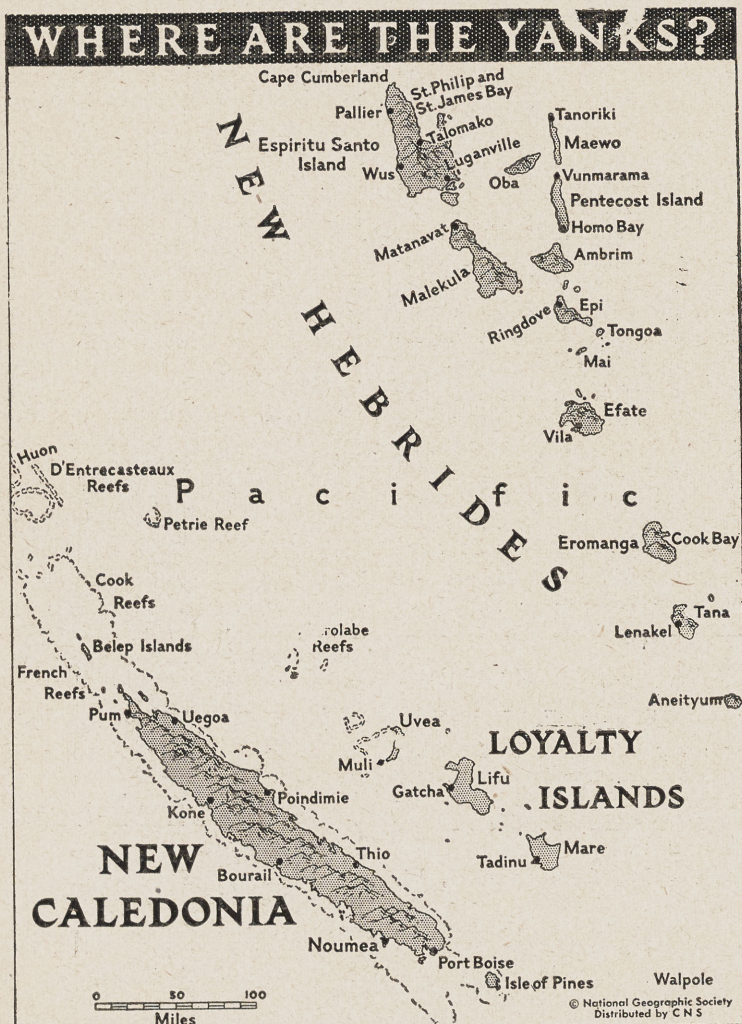 WHERE ARE THE YANKS?
Cape Cumberland
St. Philip and
St. James Bay
Pallier
Tanoriki
Talomako
Maewo
Espiritu Santo
Island
Luganville
Wus
Oba
Vunmarama
Pentecost Island
Homo Bay
NEW HEBRIDES
Matanavat
Ambrim
Malekula
Epi
Ringdove
Tongoa
Mai
Efate
Vila
Huon
D'Entrecasteaux
Reefs
Pacific
Petrie Reef
Eromanga
Cook Bay
Cook
Reefs
Tana
Lenakel
Reefs
Belep Islands
French
Reefs
Aneityum
Pum
Uegoa
Uvea
LOYALTY
ISLANDS
Muli
Lifu
Gatcha
Poindimie
Kone
Mare
Tadinu
NEW
CALEDONIA
Thio
Bourail
Noumea
Port Boise
Isle of Pines
Walpole
0 50 100
Miles
© National Geographic Society
Distributed by C N S